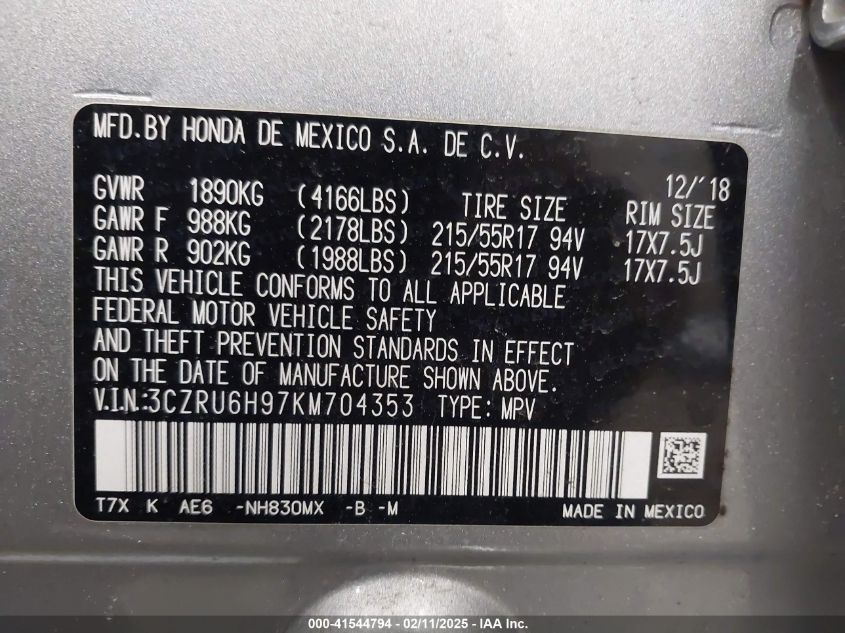 MFD. BY HONDA DE MEXICO S.A. DE C.V.
12/'18
GVWR 1890KG (4166LBS) TIRE SIZE RIM SIZE
GAWR F 988KG (2178LBS) 215/55R17 94V 17X7.5J
GAWR R 902KG (1988LBS) 215/55R17 94V 17X7.5J
THIS VEHICLE CONFORMS TO ALL APPLICABLE
FEDERAL MOTOR VEHICLE SAFETY
AND THEFT PREVENTION STANDARDS IN EFFECT
ON THE DATE OF MANUFACTURE SHOWN ABOVE.
V.I.N:3CZRU6H97KM704353 TYPE: MPV
T7X K AE6 -NH830MX -B -M MADE IN MEXICO
000-41544794 - 02/11/2025 - IAA Inc.